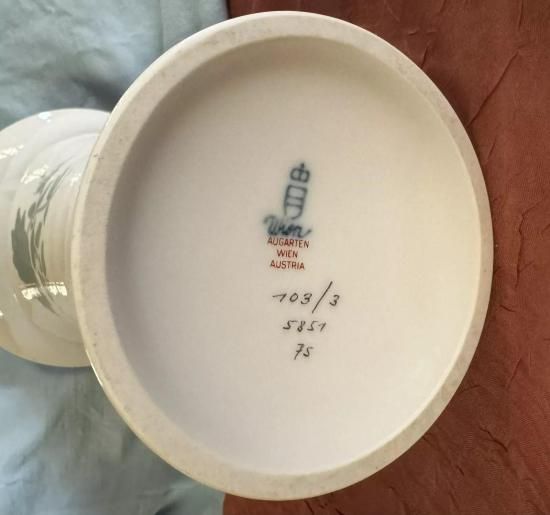 Wien
AUGARTEN
WIEN
AUSTRIA
103/3
5851
75